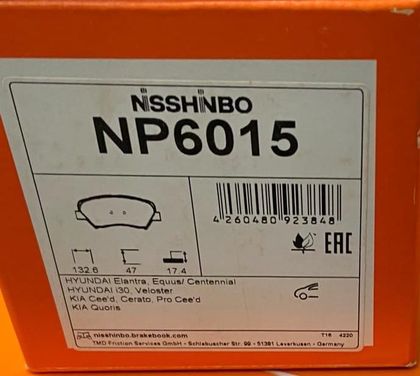 NiSSHiNBO
NP6015
4 260480 923848
EAC
132.6 47 17.4
HYUNDAI Elantra, Equus/ Centennial
HYUNDAI i30, Veloster
KIA Cee'd, Cerato, Pro Cee'd
KIA Quoris
nisshinbo.brakebook.com
T16 4220
TMD Friction Services GmbH - Schlebuscher Str. 99 - 51381 Leverkusen - Germany